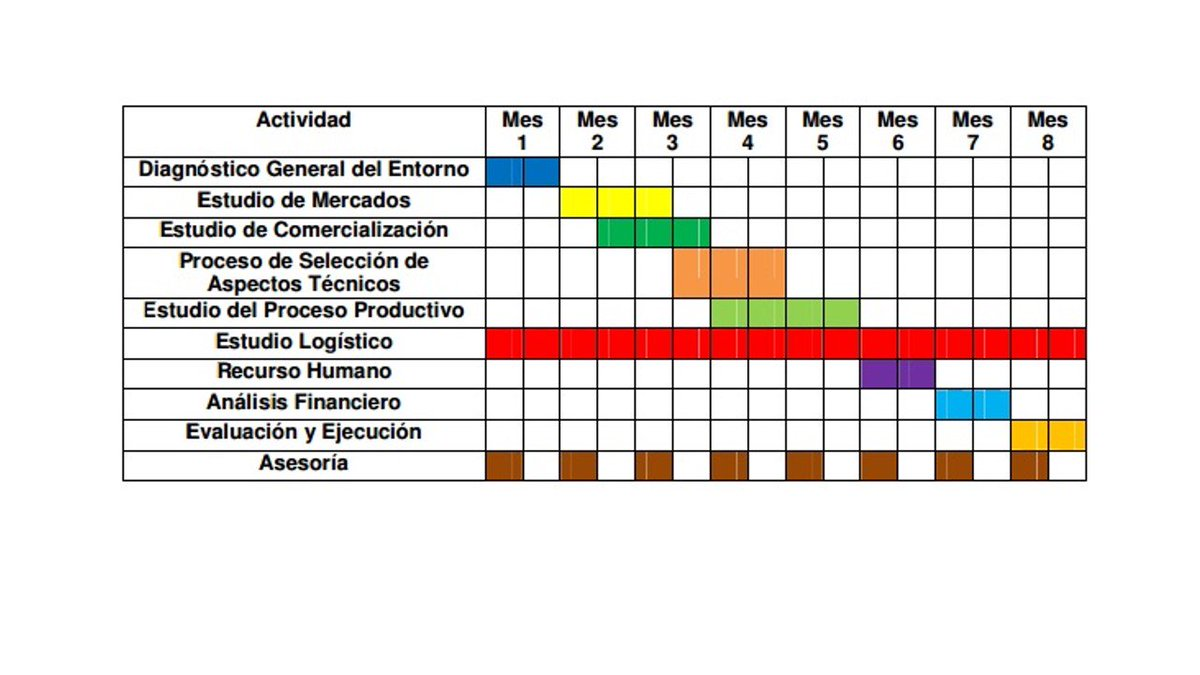 Actividad
Mes
1
Mes
2
Mes
3
Mes
4
Mes
5
Mes
6
Mes
7
Mes
8
Diagnóstico General del Entorno
Estudio de Mercados
Estudio de Comercialización
Proceso de Selección de
Aspectos Técnicos
Estudio del Proceso Productivo
Estudio Logístico
Recurso Humano
Análisis Financiero
Evaluación y Ejecución
Asesoría